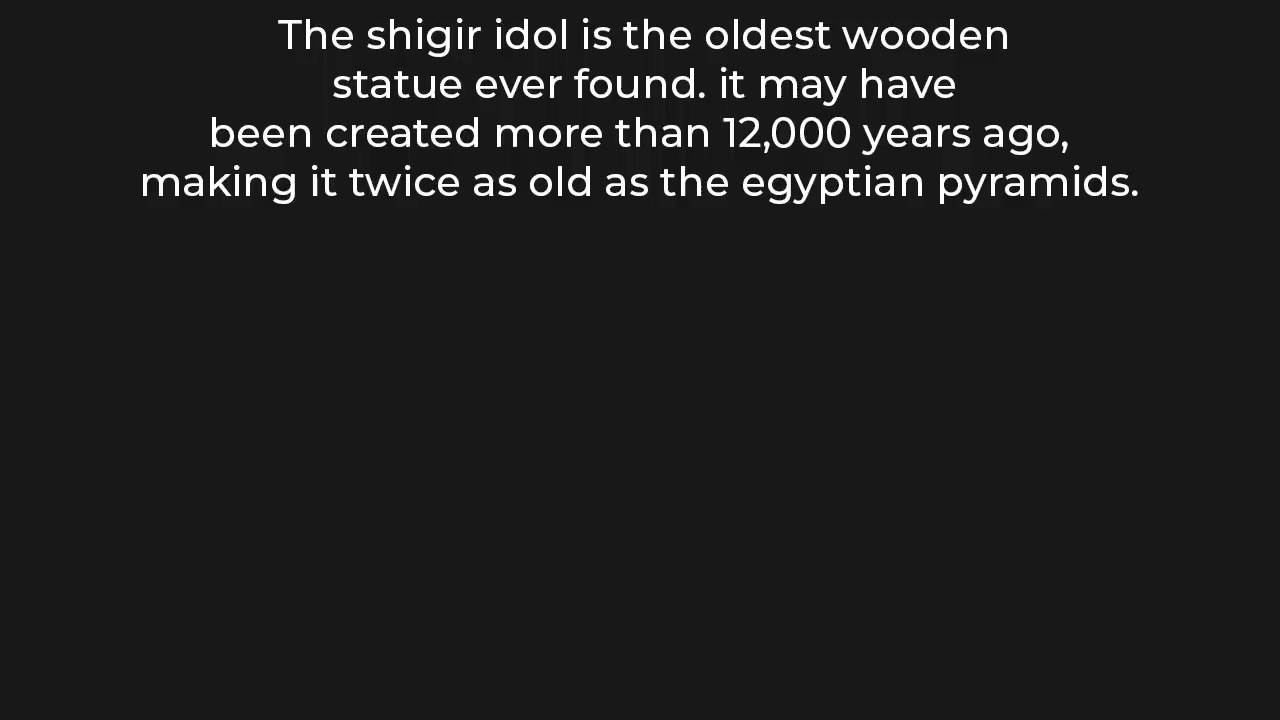 The shigir idol is the oldest wooden
statue ever found. it may have
been created more than 12,000 years ago,
making it twice as old as the egyptian pyramids.